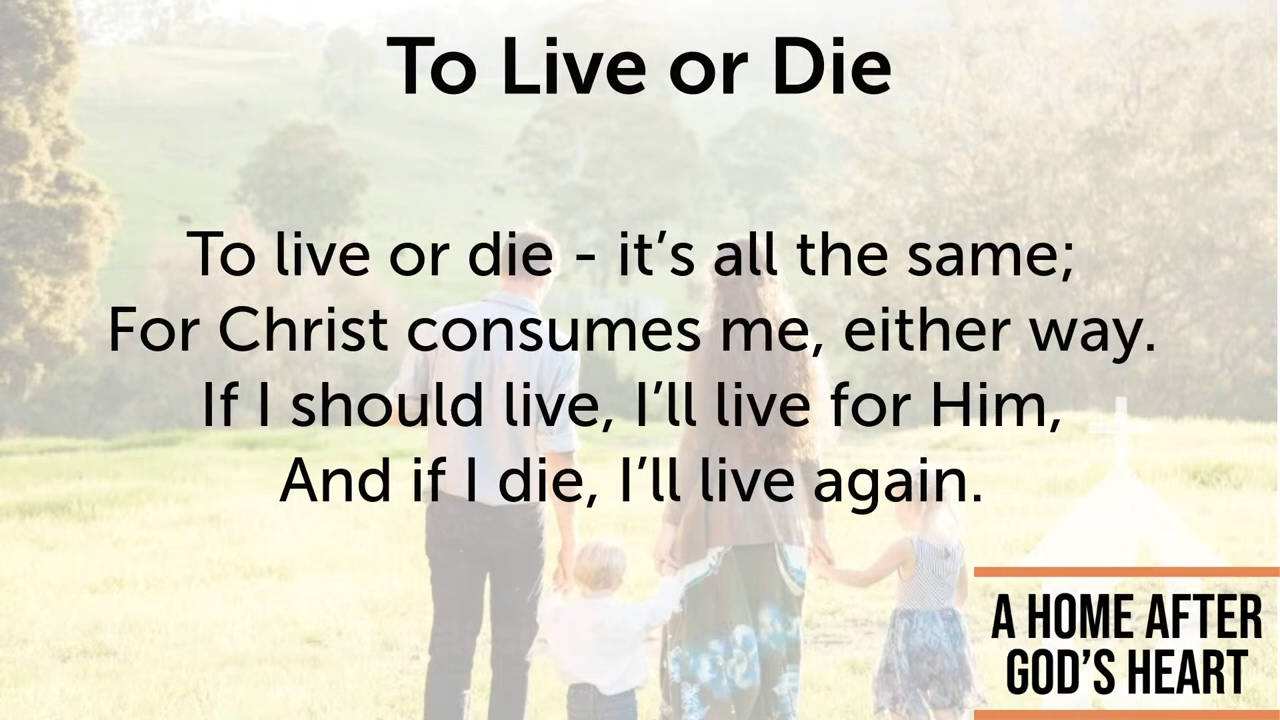 To Live or Die
To live or die - it’s all the same;
For Christ consumes me, either way.
If I should live, I’ll live for Him,
And if I die, I’ll live again.
A HOME AFTER
GOD’S HEART